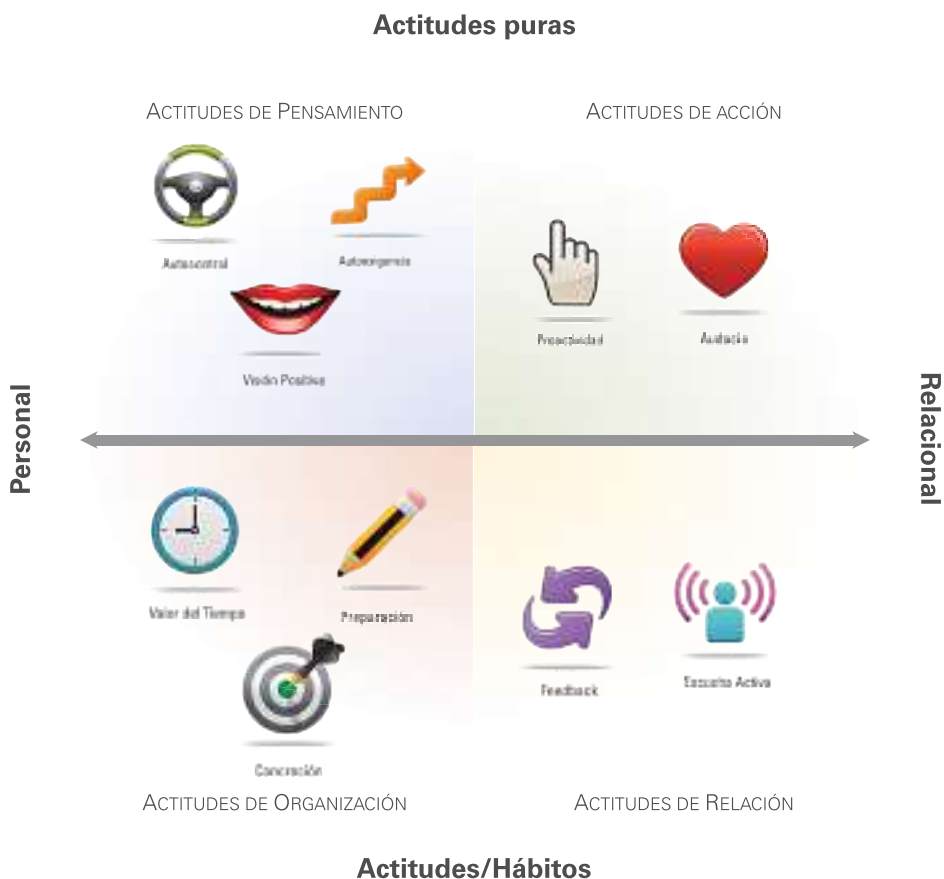 Actitudes puras
ACTITUDES DE PENSAMIENTO
ACTITUDES DE ACCIÓN
Autocontrol
Autoexigencia
Proactividad
Audacia
Visión Positiva
Personal
Relacional
Valor del Tiempo
Preparación
Feedback
Escucha Activa
Concreción
ACTITUDES DE ORGANIZACIÓN
ACTITUDES DE RELACIÓN
Actitudes/Hábitos